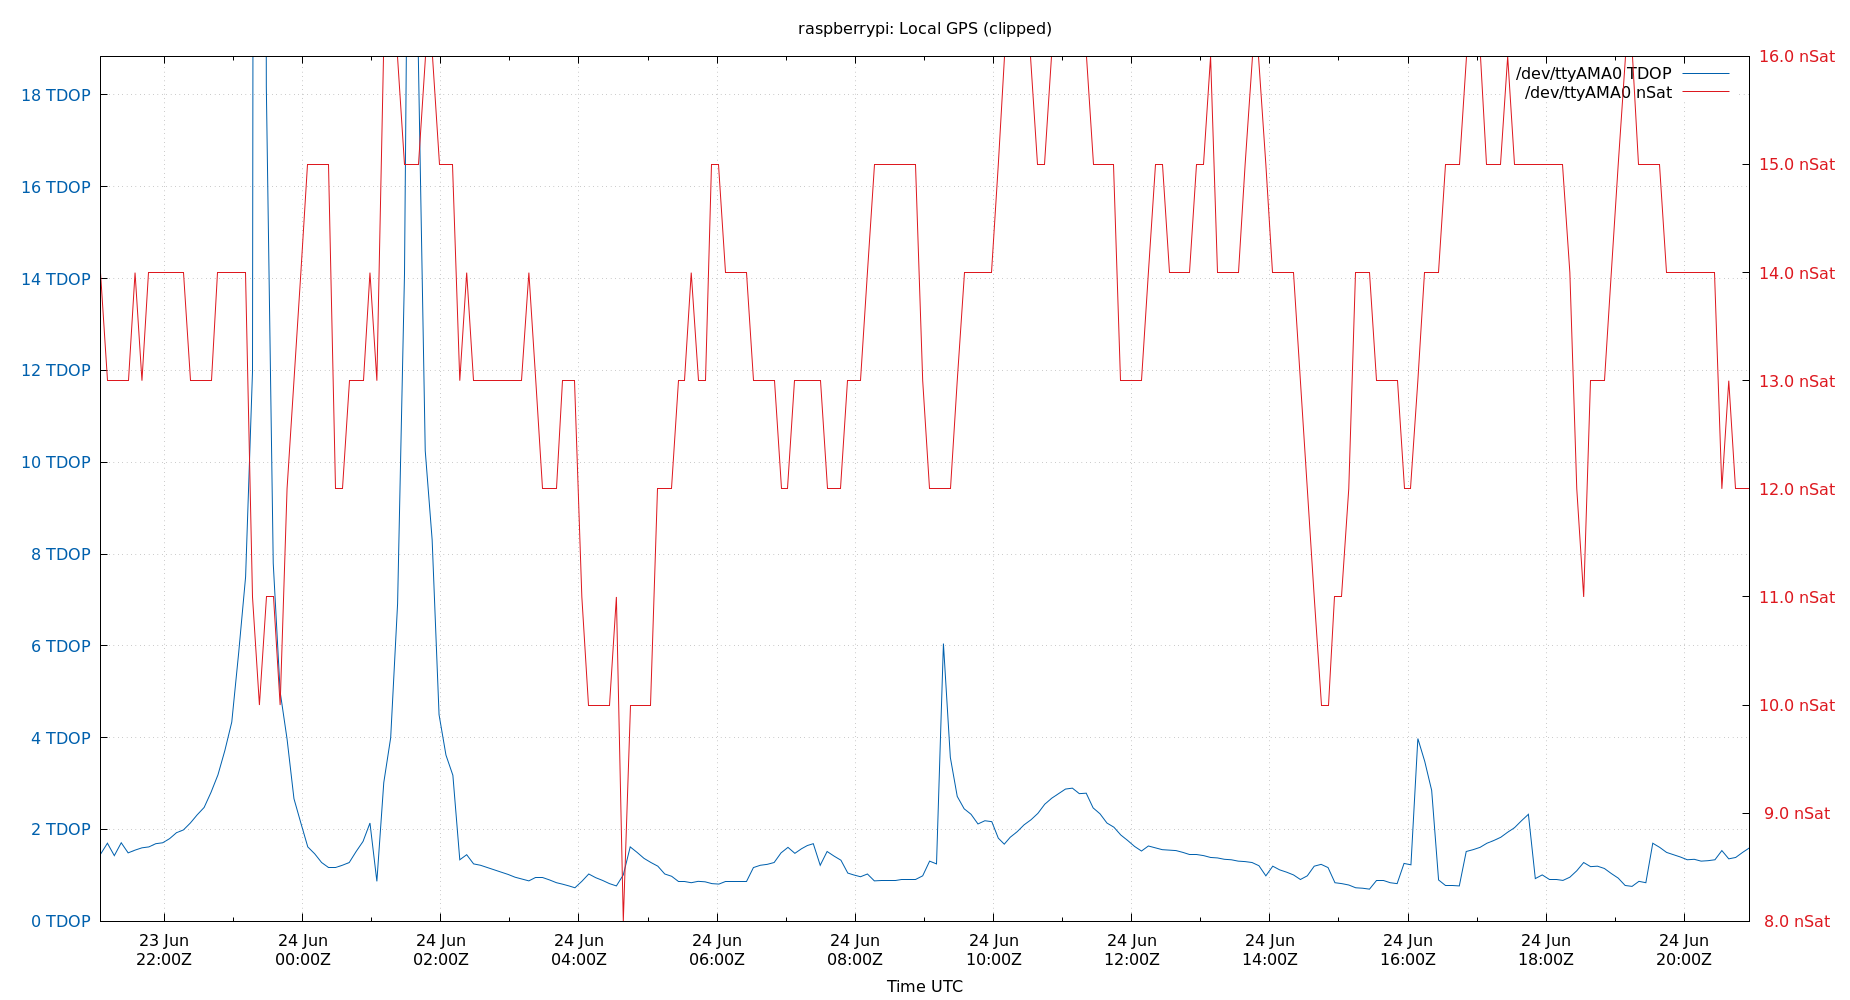 raspberrypi: Local GPS (clipped)
/dev/ttyAMA0 TDOP
/dev/ttyAMA0 nSat
18 TDOP
16 TDOP
14 TDOP
12 TDOP
10 TDOP
8 TDOP
6 TDOP
4 TDOP
2 TDOP
0 TDOP
16.0 nSat
15.0 nSat
14.0 nSat
13.0 nSat
12.0 nSat
11.0 nSat
10.0 nSat
9.0 nSat
8.0 nSat
23 Jun 24 Jun 24 Jun 24 Jun 24 Jun 24 Jun 24 Jun 24 Jun 24 Jun 24 Jun 24 Jun 24 Jun
22:00Z 00:00Z 02:00Z 04:00Z 06:00Z 08:00Z 10:00Z 12:00Z 14:00Z 16:00Z 18:00Z 20:00Z
Time UTC